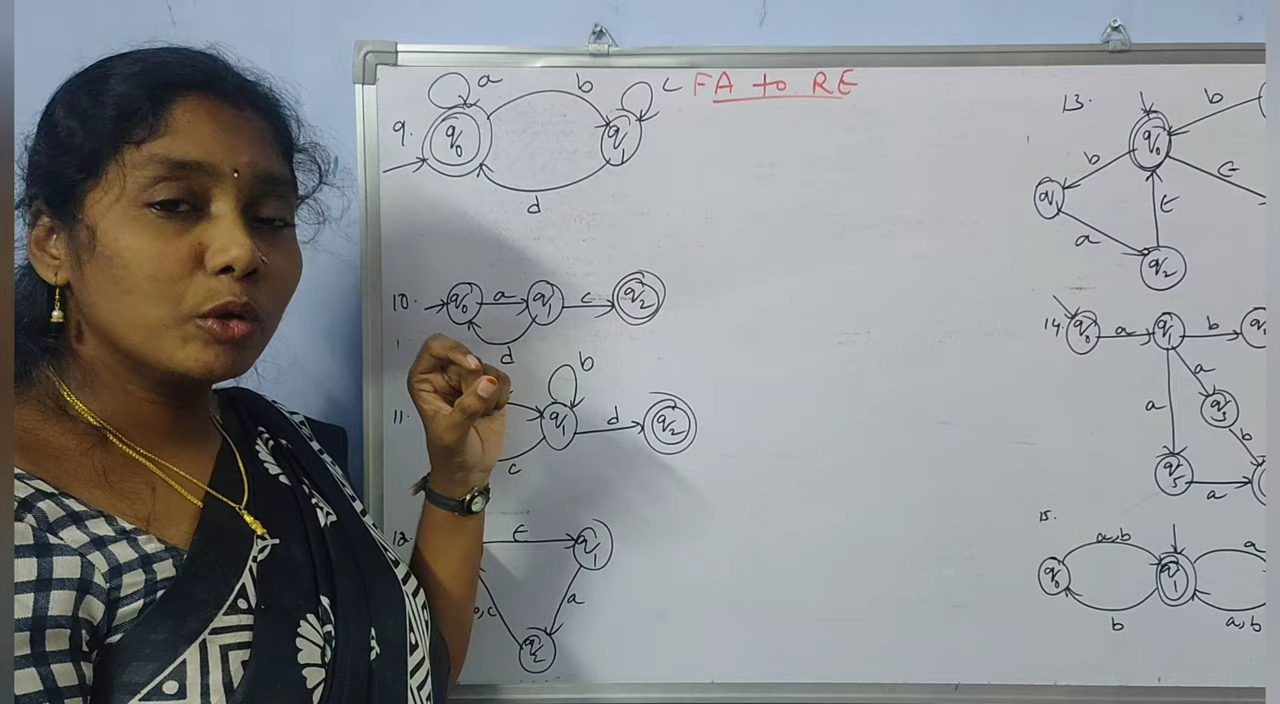 FA to RE
9.
a
b
c
q0
q1
d
10.
q0
a
q1
c
q2
d
11.
b
q1
d
q2
c
12.
ε
q1
a
b,c
q2
13.
b
q0
b
ε
q1
ε
a
q2
14.
q0
a
q1
b
a
a
q3
b
q5
a
15.
a,b
a
q0
q1
b
a,b